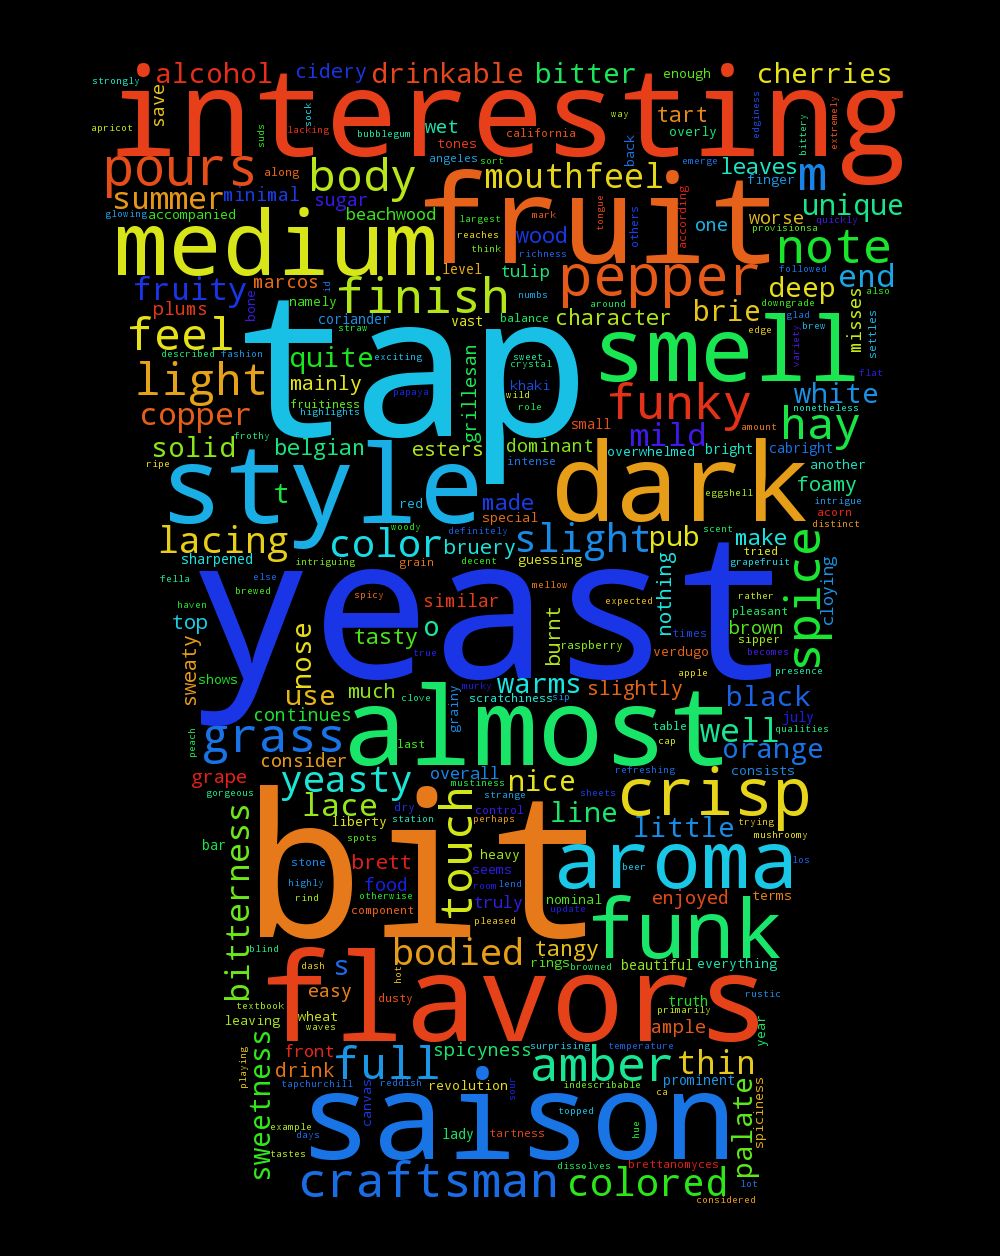 strongly interesting alcohol cidery drinkable bitter enough cherries
save apricot suds sock lacking bubblegum wet tones california way tart overly edginess bittery extremely
pours body angeles sort mouthfeel back emerge leaves finger m
summer minimal along sugar fruit tongue according unique
glowing accompanied beachwood largest mark others one worse quickly
medium reaches wood provisionsa note
think richness pepper
fruity marcos finish level tulip numbs deep followed end also
plums bone namely id coriander vast balance around character brie downgrade misses settles
feel straw tap edge glad brew
described fashion quite exciting sweet crystal smell variety flat
light mainly grillesan papaya khaki wild role funky white
copper fruitiness highlights small amount nonetheless hay
solid frothy belgian esters dominant mild overwhelmed bright cabright
ripe style intense dark another
t red made eggshell foamy intrigue
special acorn distinct
lacing color woody definitely slight pub scent make spice
sharpened intriguing grain bruery decent guessing nothing tried grapefruit cloying
fella else yeast mellow
haven brewed spicy similar expected rather pleasant
top tasty o burnt times brown sipper
sweaty nose true raspberry verdugo becomes presence
shows use much clove murky warms slightly apple black
grainy scratchiness sip july
continues almost table well qualities
peach grass last cap orange
consider overall refreshing consists
grape yeasty mustiness nice crisp
gorgeous lace dry touch strange control sheets
bitterness liberty station perhaps line little trying mushroomy
bar spots bit heavy
stone brett seems aroma beer los
highly food room lend
rind otherwise truly nominal enjoyed terms
component update funk
pleased
blind bodied tangy
s dash hot rings browned beautiful everything
easy dusty flavors truth rustic
textbook primarily
leaving wheat waves ample year
sweetness front full spicyness surprising temperature thin
playing drink amber
tapchurchill canvas reddish revolution sour indescribable ca prominent palate spiciness
saison topped
example days lady tartness hue
tastes dissolves brettanomyces
craftsman colored lot
considered